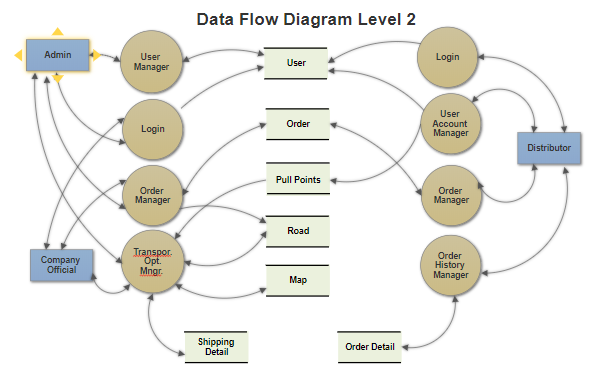 Data Flow Diagram Level 2
Admin
User
Manager
User
Login
Login
Order
User
Account
Manager
Distributor
Pull Points
Order
Manager
Order
Manager
Road
Company
Official
Transpor.
Opt.
Mngr.
Map
Order
History
Manager
Shipping
Detail
Order Detail